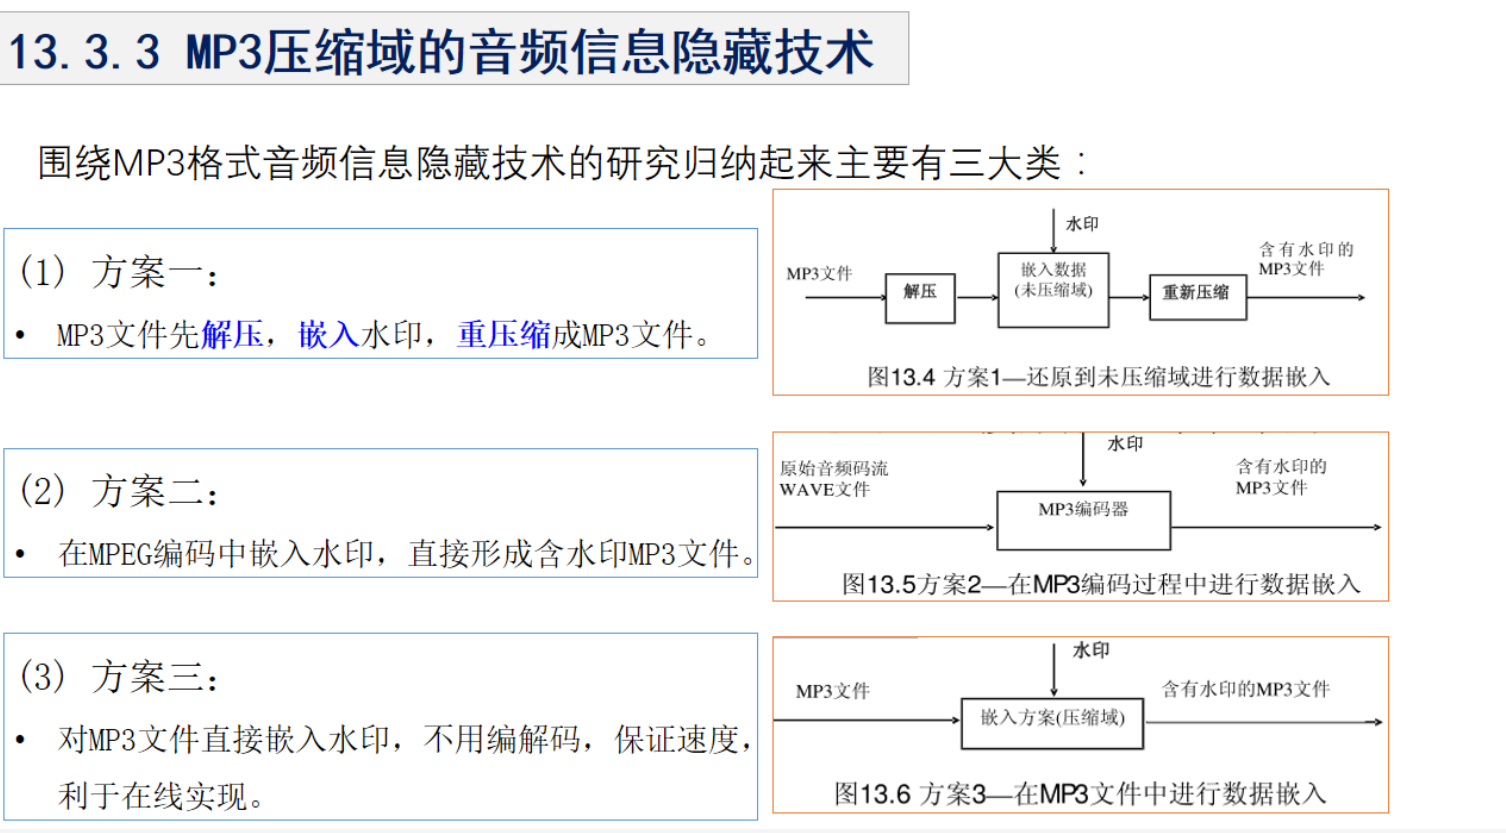 13.3.3 MP3压缩域的音频信息隐藏技术
围绕MP3格式音频信息隐藏技术的研究归纳起来主要有三大类：
(1) 方案一：
• MP3文件先解压，嵌入水印，重压缩成MP3文件。
水印
MP3文件
解压
嵌入数据
(未压缩域)
重新压缩
含有水印的
MP3文件
图13.4 方案1—还原到未压缩域进行数据嵌入
(2) 方案二：
• 在MPEG编码中嵌入水印，直接形成含水印MP3文件。
水印
原始音频码流
WAVE文件
MP3编码器
含有水印的
MP3文件
图13.5方案2—在MP3编码过程中进行数据嵌入
(3) 方案三：
• 对MP3文件直接嵌入水印，不用编解码，保证速度，
利于在线实现。
水印
MP3文件
嵌入方案(压缩域)
含有水印的MP3文件
图13.6 方案3—在MP3文件中进行数据嵌入